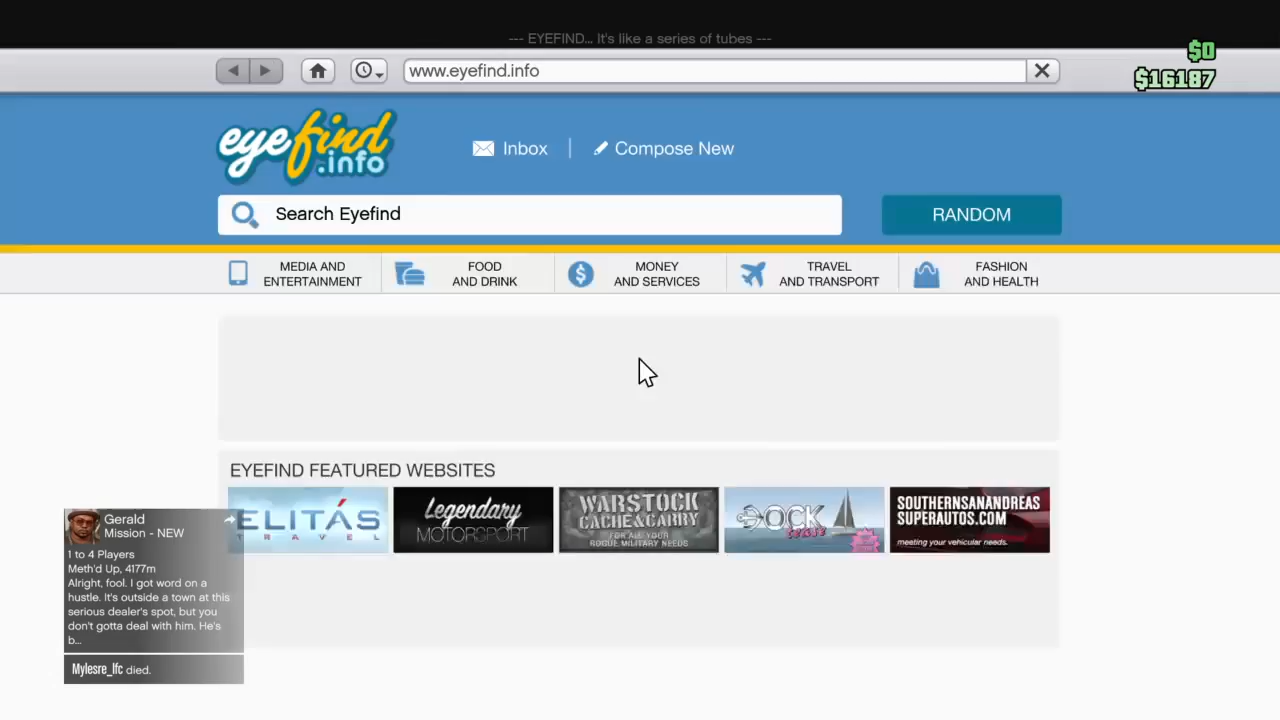 --- EYEFIND... It's like a series of tubes ---
$0
www.eyefind.info
$16187
eyefind
.info
Inbox
Compose New
Search Eyefind
RANDOM
MEDIA AND
ENTERTAINMENT
FOOD
AND DRINK
MONEY
AND SERVICES
TRAVEL
AND TRANSPORT
FASHION
AND HEALTH
EYEFIND FEATURED WEBSITES
ELITÁS
TRAVEL
Legendary
MOTORSPORT
WARSTOCK
CACHE&CARRY
FOR ALL YOUR
ROGUE MILITARY NEEDS
DOCK
TEASE
SOUTHERNSANANDREAS
SUPERAUTOS.COM
meeting your vehicular needs.
Gerald
Mission - NEW
1 to 4 Players
Meth'd Up, 4177m
Alright, fool. I got word on a
hustle. It's outside a town at this
serious dealer's spot, but you
don't gotta deal with him. He's
b...
Mylesre_lfc died.